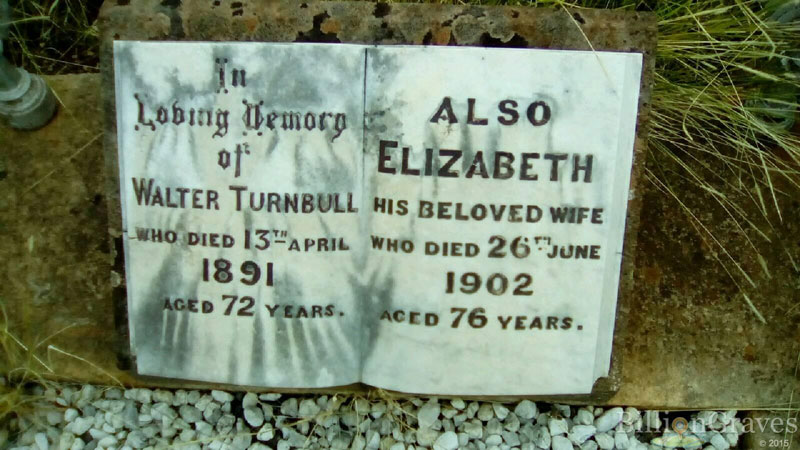 In
Loving Memory
of
WALTER TURNBULL
WHO DIED 13TH APRIL
1891
AGED 72 YEARS.
ALSO
ELIZABETH
HIS BELOVED WIFE
WHO DIED 26TH JUNE
1902
AGED 76 YEARS.
BillionGraves
© 2015